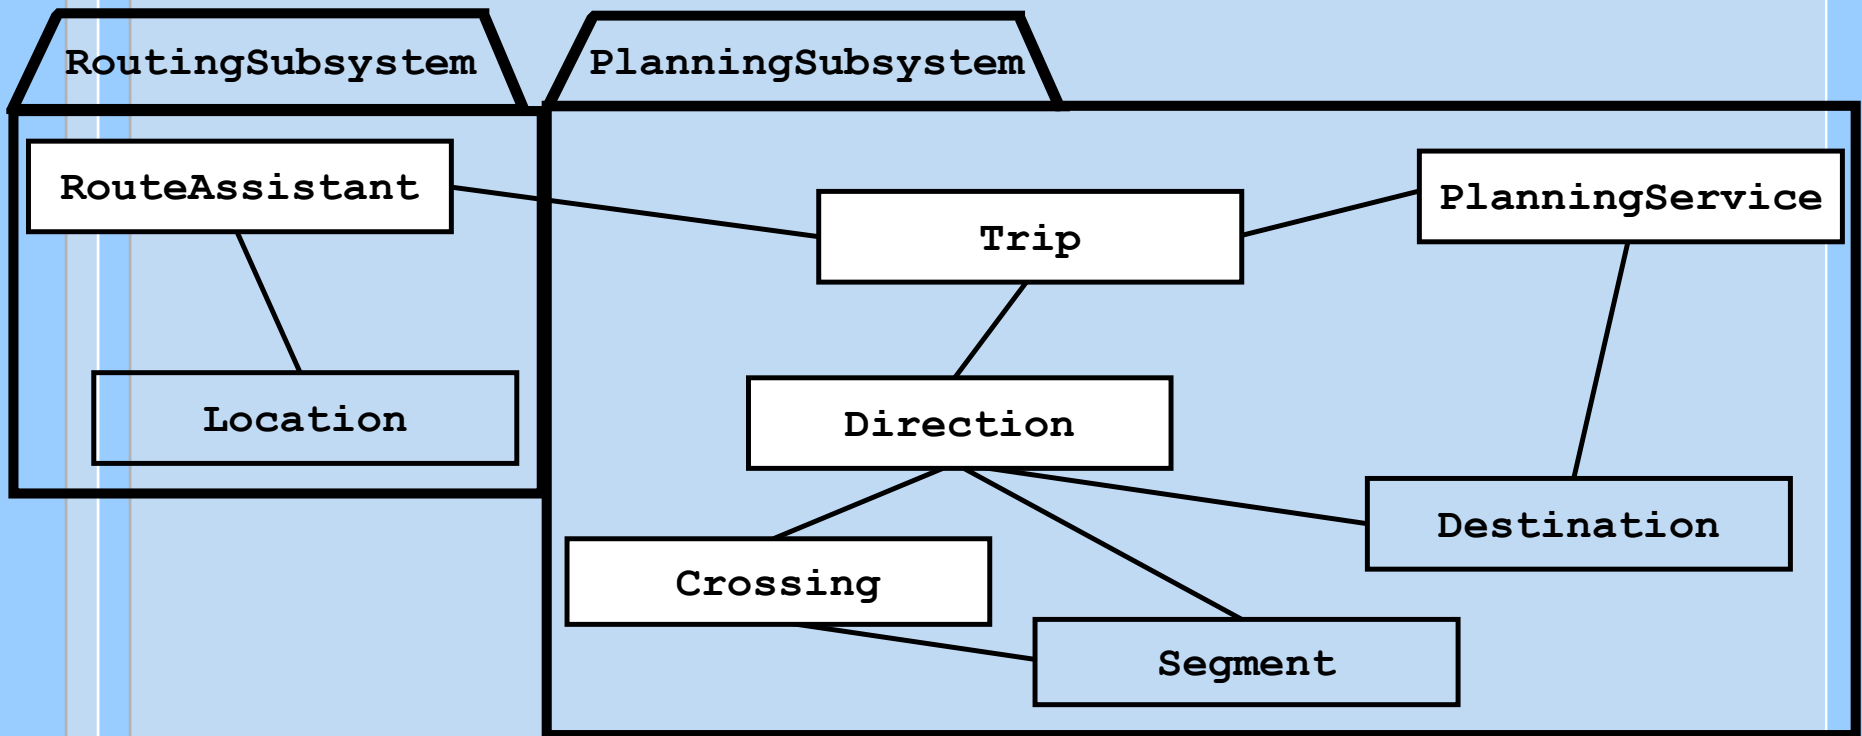 RoutingSubsystem
PlanningSubsystem
RouteAssistant
PlanningService
Trip
Location
Direction
Destination
Crossing
Segment